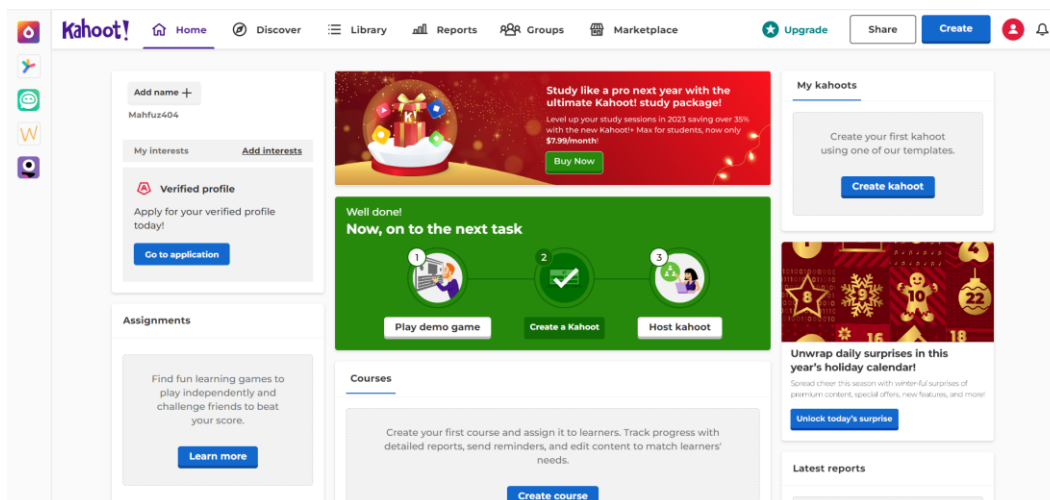 Kahoot!
Home
Discover
Library
Reports
Groups
Marketplace
Upgrade
Share
Create
Add name +
Mahfuz404
My interests
Add interests
Verified profile
Apply for your verified profile
today!
Go to application
Assignments
Find fun learning games to
play independently and
challenge friends to beat
your score.
Learn more
K!
Study like a pro next year with the
ultimate Kahoot! study package!
Level up your study sessions in 2023 saving over 35%
with the new Kahoot!+ Max for students, now only
$7.99/month!
Buy Now
Well done!
Now, on to the next task
1
2
3
Play demo game
Create a Kahoot
Host kahoot
Courses
Create your first course and assign it to learners. Track progress with
detailed reports, send reminders, and edit content to match learners'
needs.
Create course
My kahoots
Create your first kahoot
using one of our templates.
Create kahoot
4
8
9
10
22
16
18
Unwrap daily surprises in this
year's holiday calendar!
Spread cheer this season with winter-ful surprises of
premium content, special offers, new features, and more!
Unlock today's surprise
Latest reports